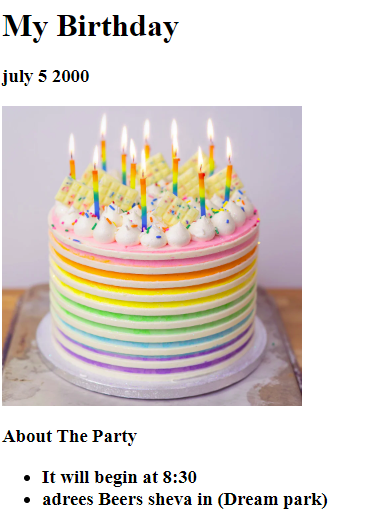 My Birthday
july 5 2000
About The Party
It will begin at 8:30
adrees Beers sheva in (Dream park)